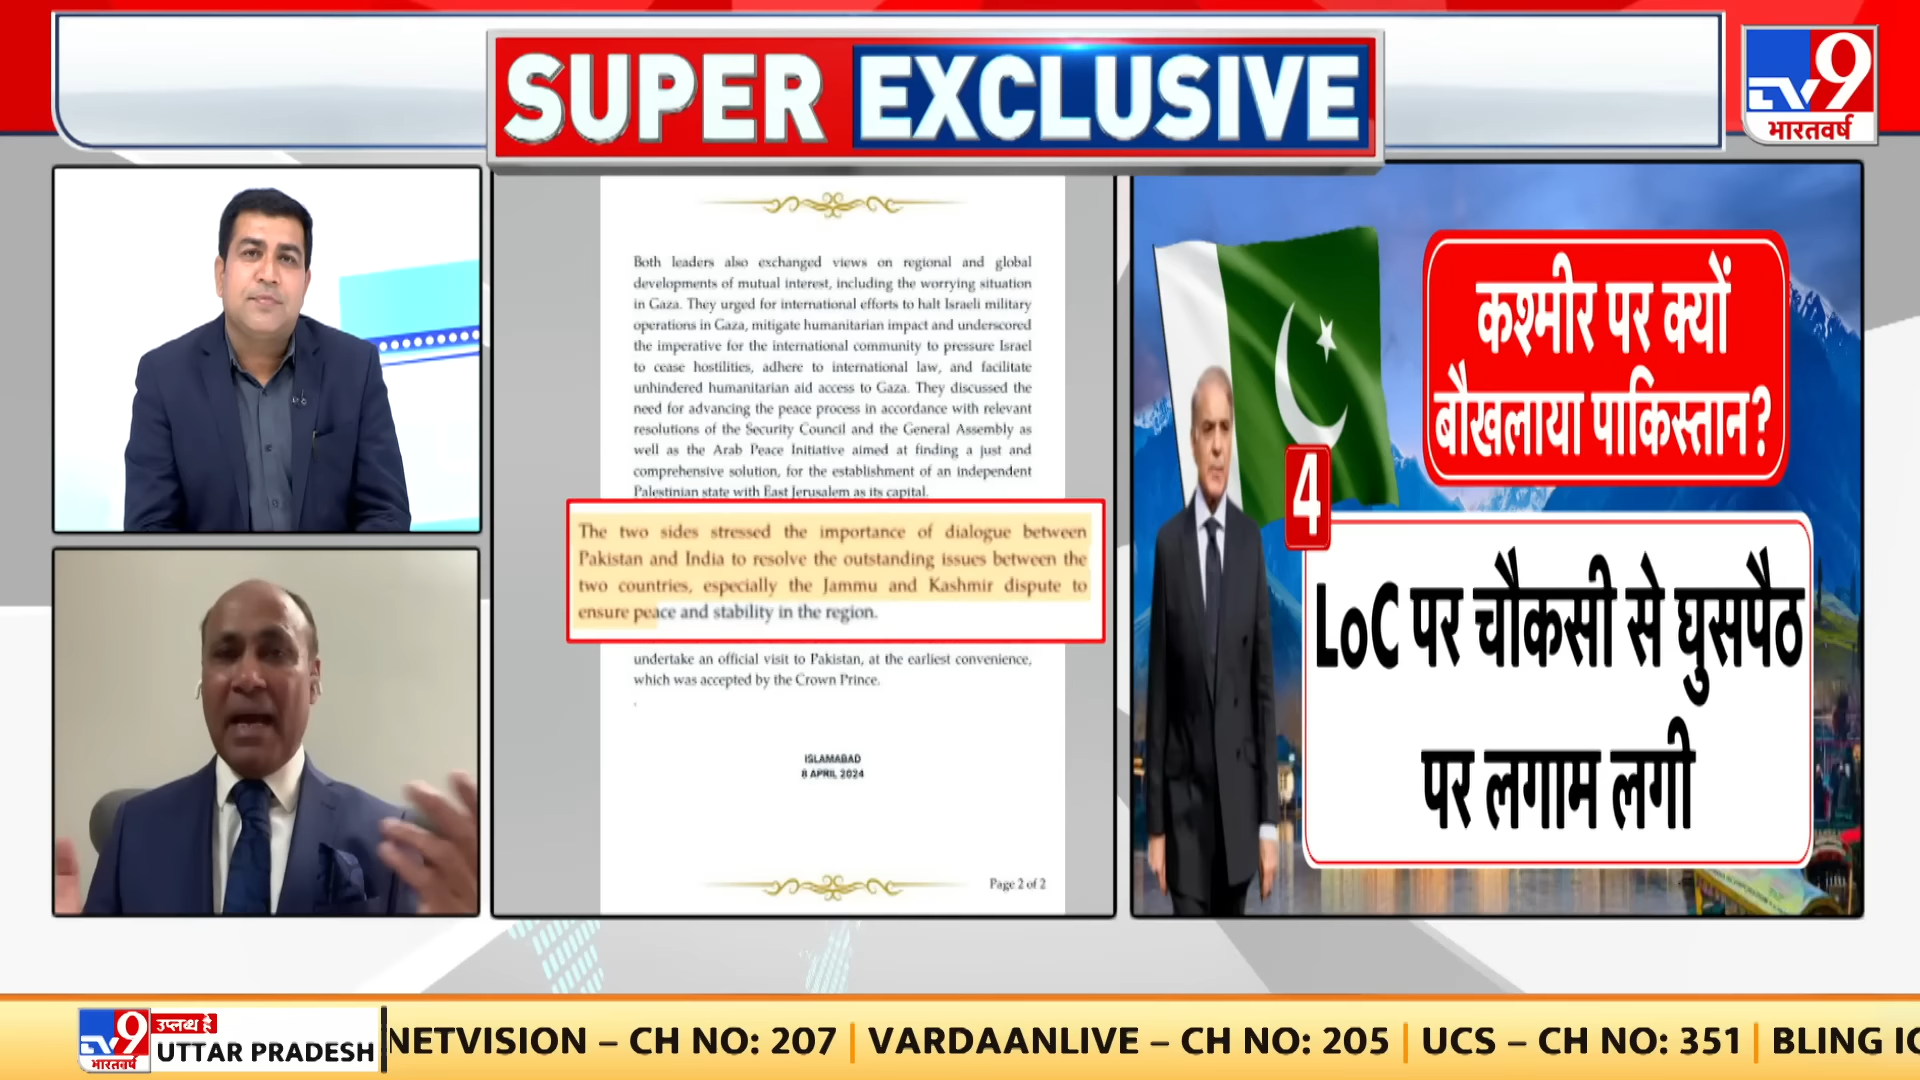 SUPER EXCLUSIVE
TV9
भारतवर्ष
Both leaders also exchanged views on regional and global
developments of mutual interest, including the worrying situation
in Gaza. They urged for international efforts to halt Israeli military
operations in Gaza, mitigate humanitarian impact and underscored
the imperative for the international community to pressure Israel
to cease hostilities, adhere to international law, and facilitate
unhindered humanitarian aid access to Gaza. They discussed the
need for advancing the peace process in accordance with relevant
resolutions of the Security Council and the General Assembly as
well as the Arab Peace Initiative aimed at finding a just and
comprehensive solution, for the establishment of an independent
Palestinian state with East Jerusalem as its capital.
The two sides stressed the importance of dialogue between
Pakistan and India to resolve the outstanding issues between the
two countries, especially the Jammu and Kashmir dispute to
ensure peace and stability in the region.
undertake an official visit to Pakistan, at the earliest convenience,
which was accepted by the Crown Prince.
ISLAMABAD
8 APRIL 2024
Page 2 of 2
कश्मीर पर क्यों
बौखलाया पाकिस्तान?
4
LoC पर चौकसी से घुसपैठ
पर लगाम लगी
TV9
भारतवर्ष
उप्लब्ध है
UTTAR PRADESH
NETVISION – CH NO: 207 | VARDAANLIVE – CH NO: 205 | UCS – CH NO: 351 | BLING